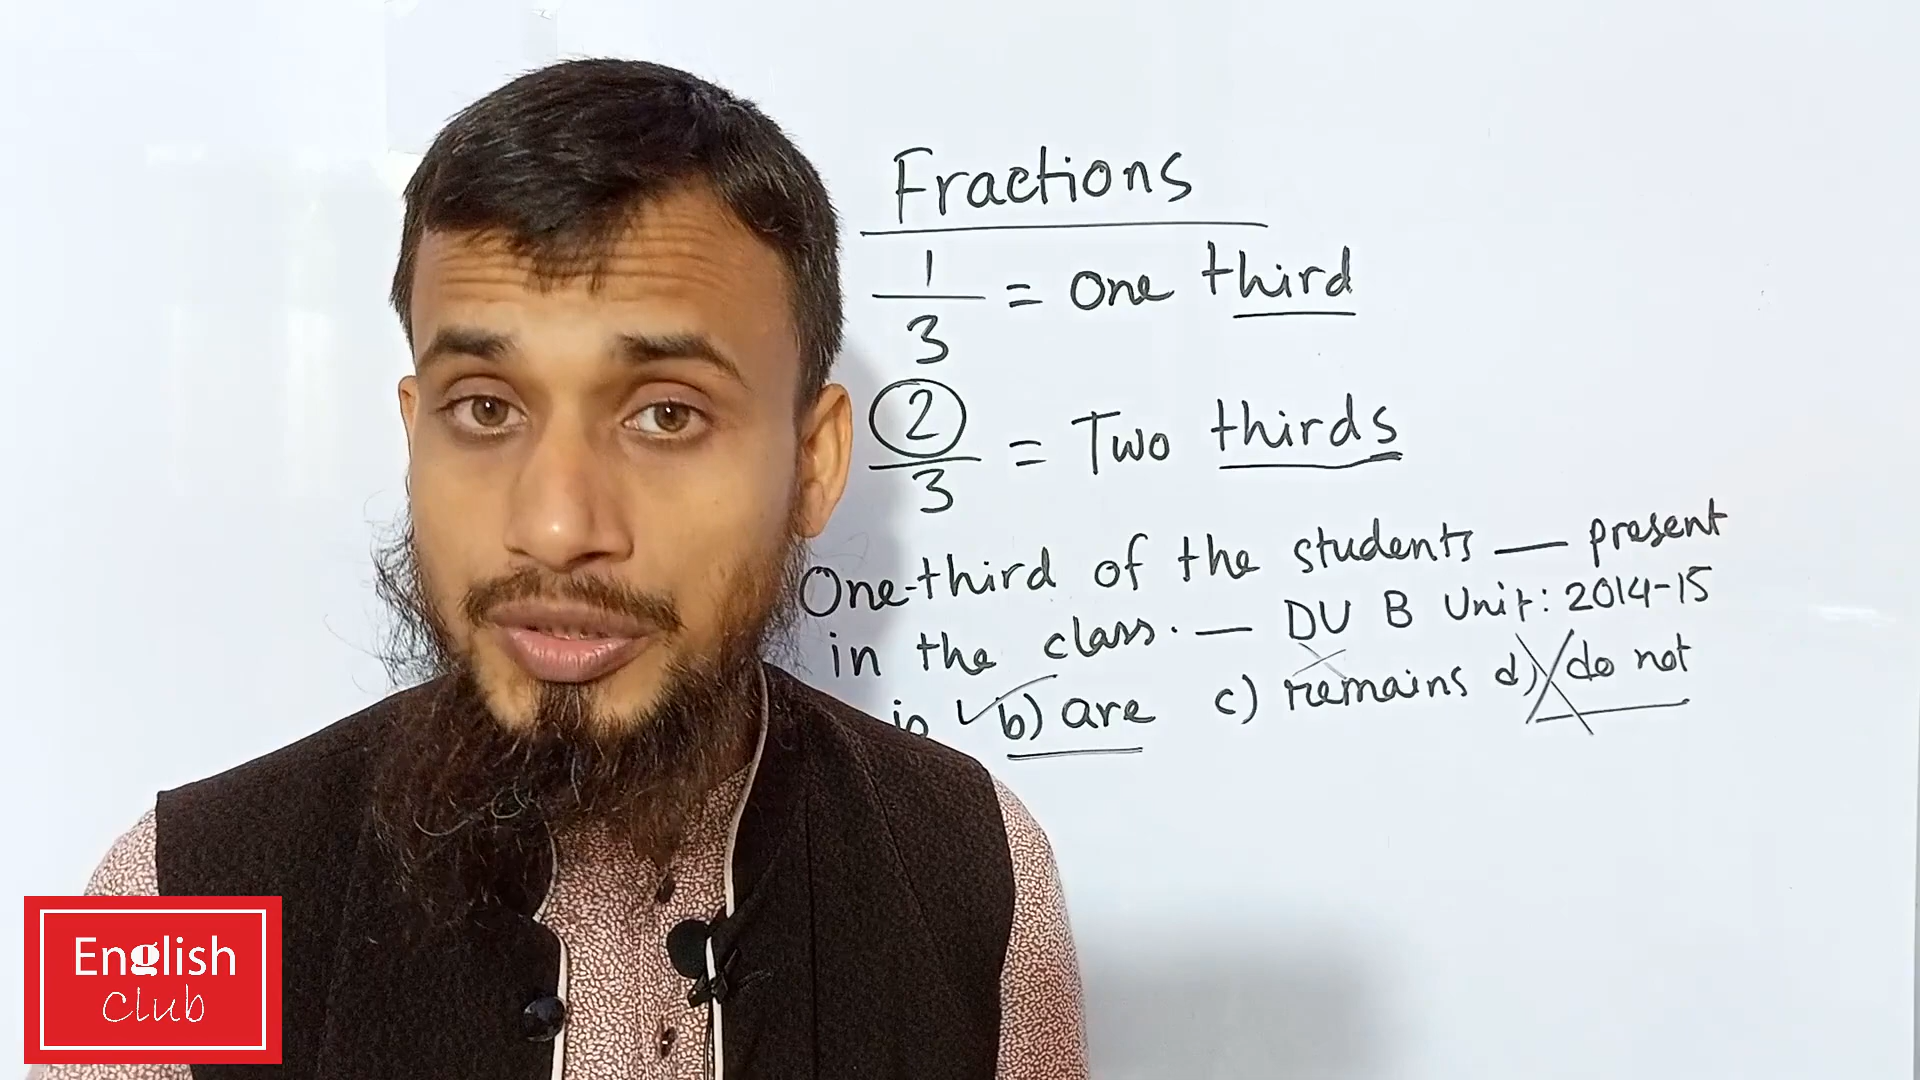 Fractions
1
3
= One third
2
3
= Two thirds
One-third of the students — present
in the class. — DU B Unit: 2014-15
is b) are c) remains d) do not
English
Club